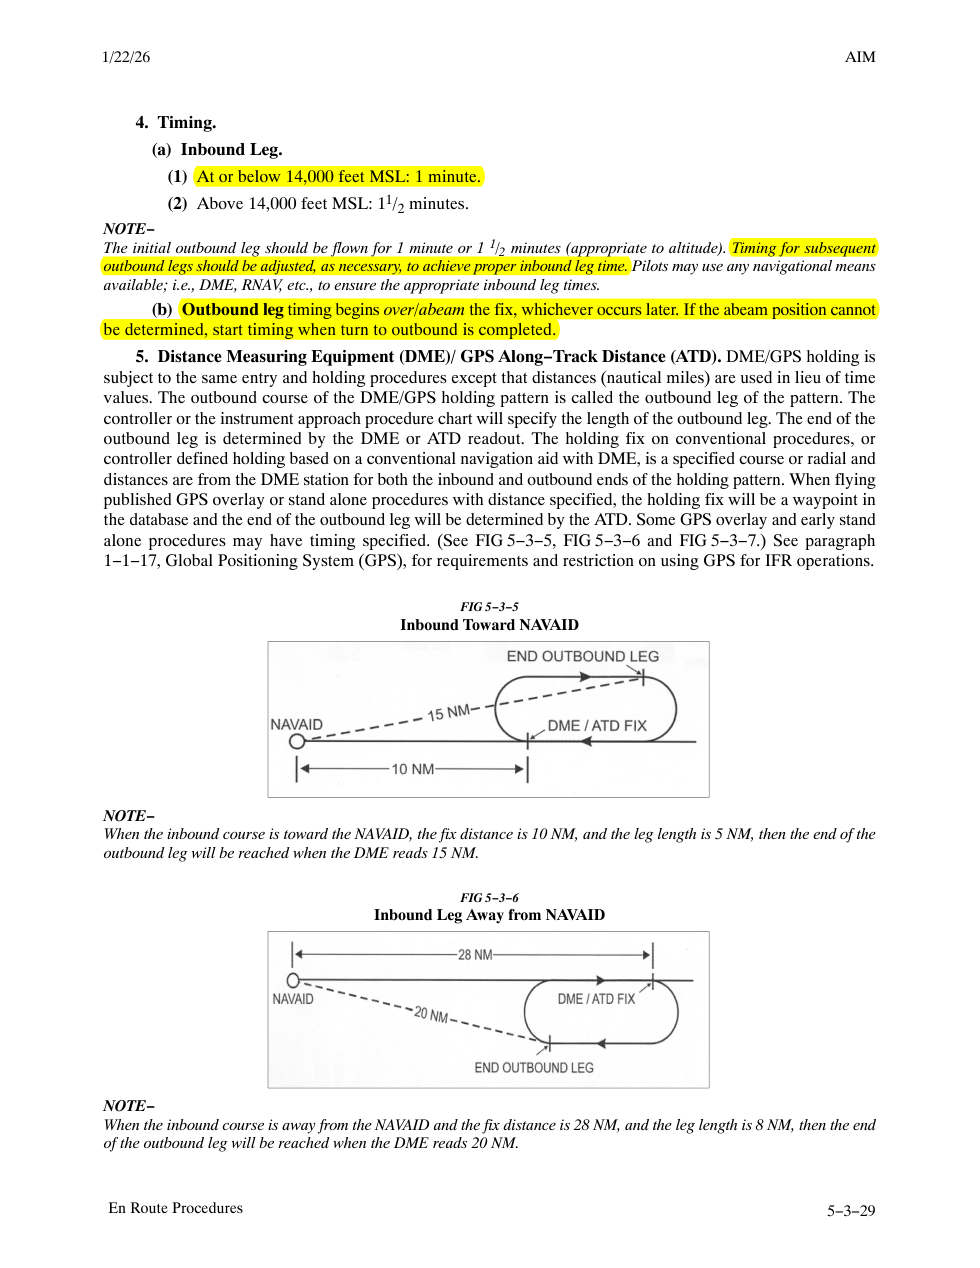 1/22/26
AIM
4. Timing.
(a) Inbound Leg.
(1) At or below 14,000 feet MSL: 1 minute.
(2) Above 14,000 feet MSL: 1 1/2 minutes.
NOTE−
The initial outbound leg should be flown for 1 minute or 1 1/2 minutes (appropriate to altitude). Timing for subsequent
outbound legs should be adjusted, as necessary, to achieve proper inbound leg time. Pilots may use any navigational means
available; i.e., DME, RNAV, etc., to ensure the appropriate inbound leg times.
(b) Outbound leg timing begins over/abeam the fix, whichever occurs later. If the abeam position cannot
be determined, start timing when turn to outbound is completed.
5. Distance Measuring Equipment (DME)/ GPS Along−Track Distance (ATD). DME/GPS holding is
subject to the same entry and holding procedures except that distances (nautical miles) are used in lieu of time
values. The outbound course of the DME/GPS holding pattern is called the outbound leg of the pattern. The
controller or the instrument approach procedure chart will specify the length of the outbound leg. The end of the
outbound leg is determined by the DME or ATD readout. The holding fix on conventional procedures, or
controller defined holding based on a conventional navigation aid with DME, is a specified course or radial and
distances are from the DME station for both the inbound and outbound ends of the holding pattern. When flying
published GPS overlay or stand alone procedures with distance specified, the holding fix will be a waypoint in
the database and the end of the outbound leg will be determined by the ATD. Some GPS overlay and early stand
alone procedures may have timing specified. (See FIG 5−3−5, FIG 5−3−6 and FIG 5−3−7.) See paragraph
1−1−17, Global Positioning System (GPS), for requirements and restriction on using GPS for IFR operations.
FIG 5−3−5
Inbound Toward NAVAID
END OUTBOUND LEG
15 NM
NAVAID
DME / ATD FIX
10 NM
NOTE−
When the inbound course is toward the NAVAID, the fix distance is 10 NM, and the leg length is 5 NM, then the end of the
outbound leg will be reached when the DME reads 15 NM.
FIG 5−3−6
Inbound Leg Away from NAVAID
28 NM
NAVAID
DME / ATD FIX
20 NM
END OUTBOUND LEG
NOTE−
When the inbound course is away from the NAVAID and the fix distance is 28 NM, and the leg length is 8 NM, then the end
of the outbound leg will be reached when the DME reads 20 NM.
En Route Procedures
5−3−29